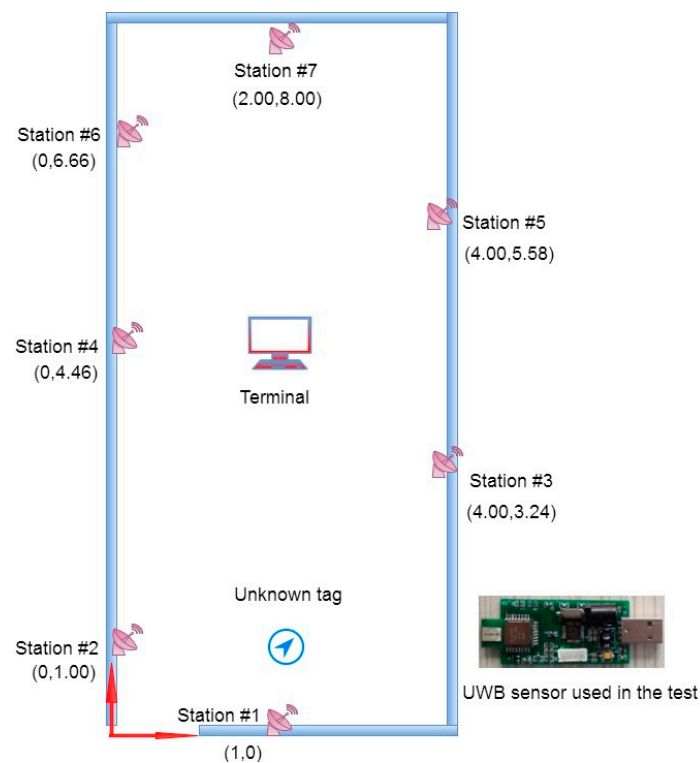 Station #7
(2.00,8.00)
Station #6
(0,6.66)
Station #5
(4.00,5.58)
Station #4
(0,4.46)
Terminal
Station #3
(4.00,3.24)
Unknown tag
Station #2
(0,1.00)
UWB sensor used in the test
Station #1
(1,0)